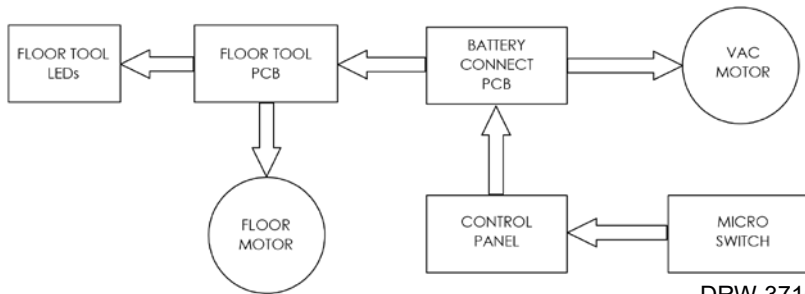 FLOOR TOOL
LEDs
FLOOR TOOL
PCB
BATTERY
CONNECT
PCB
VAC
MOTOR
FLOOR
MOTOR
CONTROL
PANEL
MICRO
SWITCH